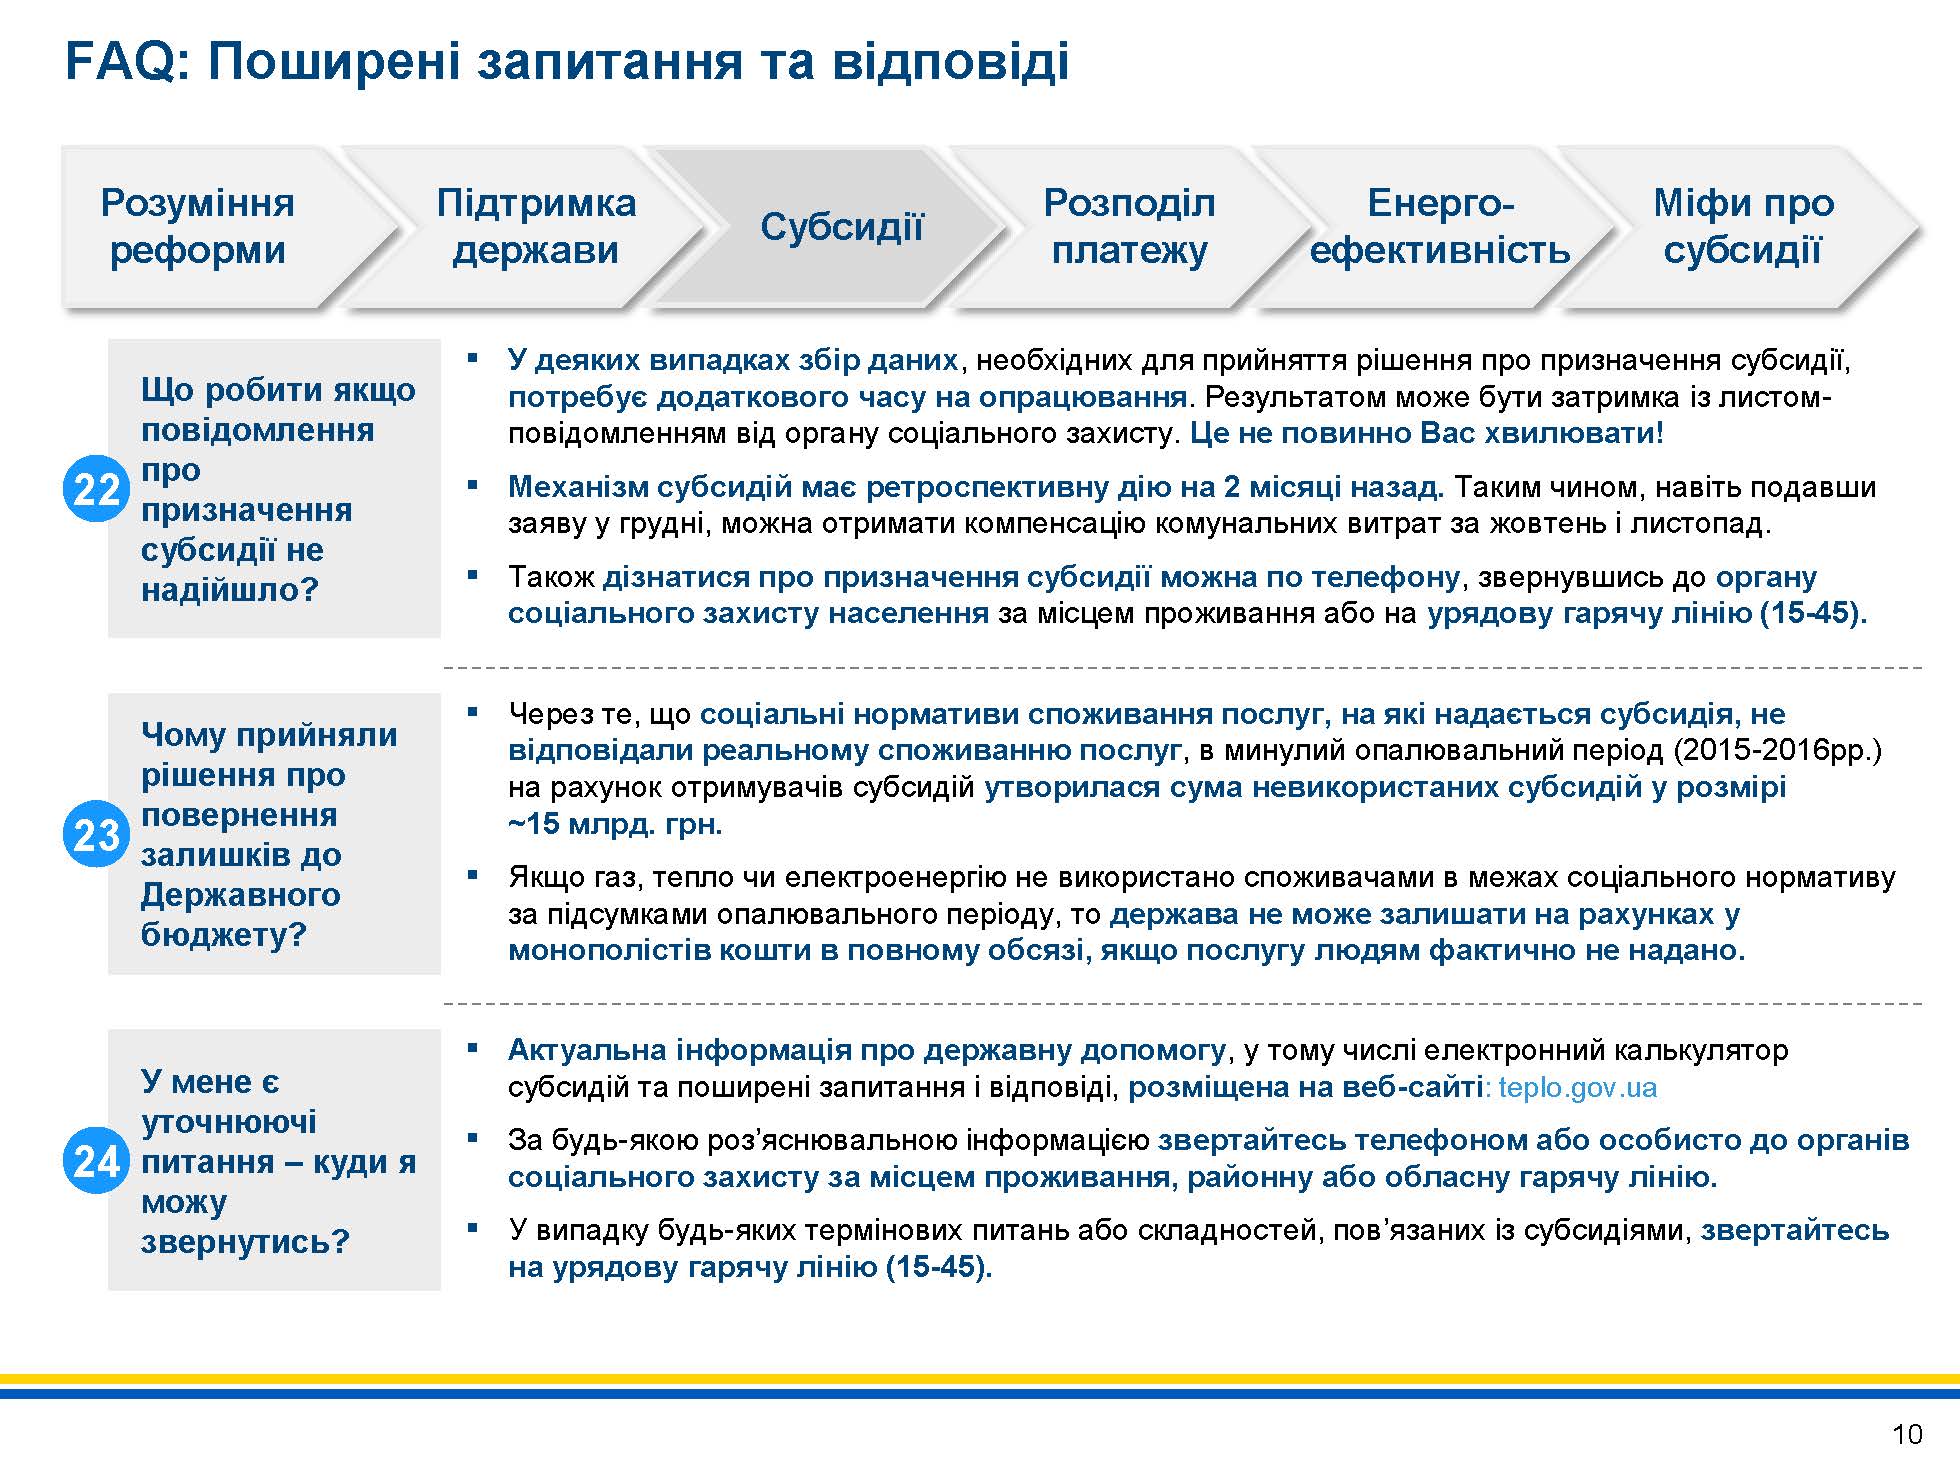 FAQ: Поширені запитання та відповіді
Розуміння
реформи
Підтримка
держави
Субсидії
Розподіл
платежу
Енерго-
ефективність
Міфи про
субсидії
22
Що робити якщо
повідомлення
про
призначення
субсидії не
надійшло?
▪ У деяких випадках збір даних, необхідних для прийняття рішення про призначення субсидії,
потребує додаткового часу на опрацювання. Результатом може бути затримка із листом-
повідомленням від органу соціального захисту. Це не повинно Вас хвилювати!
▪ Механізм субсидій має ретроспективну дію на 2 місяці назад. Таким чином, навіть подавши
заяву у грудні, можна отримати компенсацію комунальних витрат за жовтень і листопад.
▪ Також дізнатися про призначення субсидії можна по телефону, звернувшись до органу
соціального захисту населення за місцем проживання або на урядову гарячу лінію (15-45).
23
Чому прийняли
рішення про
повернення
залишків до
Державного
бюджету?
▪ Через те, що соціальні нормативи споживання послуг, на які надається субсидія, не
відповідали реальному споживанню послуг, в минулий опалювальний період (2015-2016рр.)
на рахунок отримувачів субсидій утворилася сума невикористаних субсидій у розмірі
~15 млрд. грн.
▪ Якщо газ, тепло чи електроенергію не використано споживачами в межах соціального нормативу
за підсумками опалювального періоду, то держава не може залишати на рахунках у
монополістів кошти в повному обсязі, якщо послугу людям фактично не надано.
24
У мене є
уточнюючі
питання – куди я
можу
звернутись?
▪ Актуальна інформація про державну допомогу, у тому числі електронний калькулятор
субсидій та поширені запитання і відповіді, розміщена на веб-сайті: teplo.gov.ua
▪ За будь-якою роз’яснювальною інформацією звертайтесь телефоном або особисто до органів
соціального захисту за місцем проживання, районну або обласну гарячу лінію.
▪ У випадку будь-яких термінових питань або складностей, пов’язаних із субсидіями, звертайтесь
на урядову гарячу лінію (15-45).
10